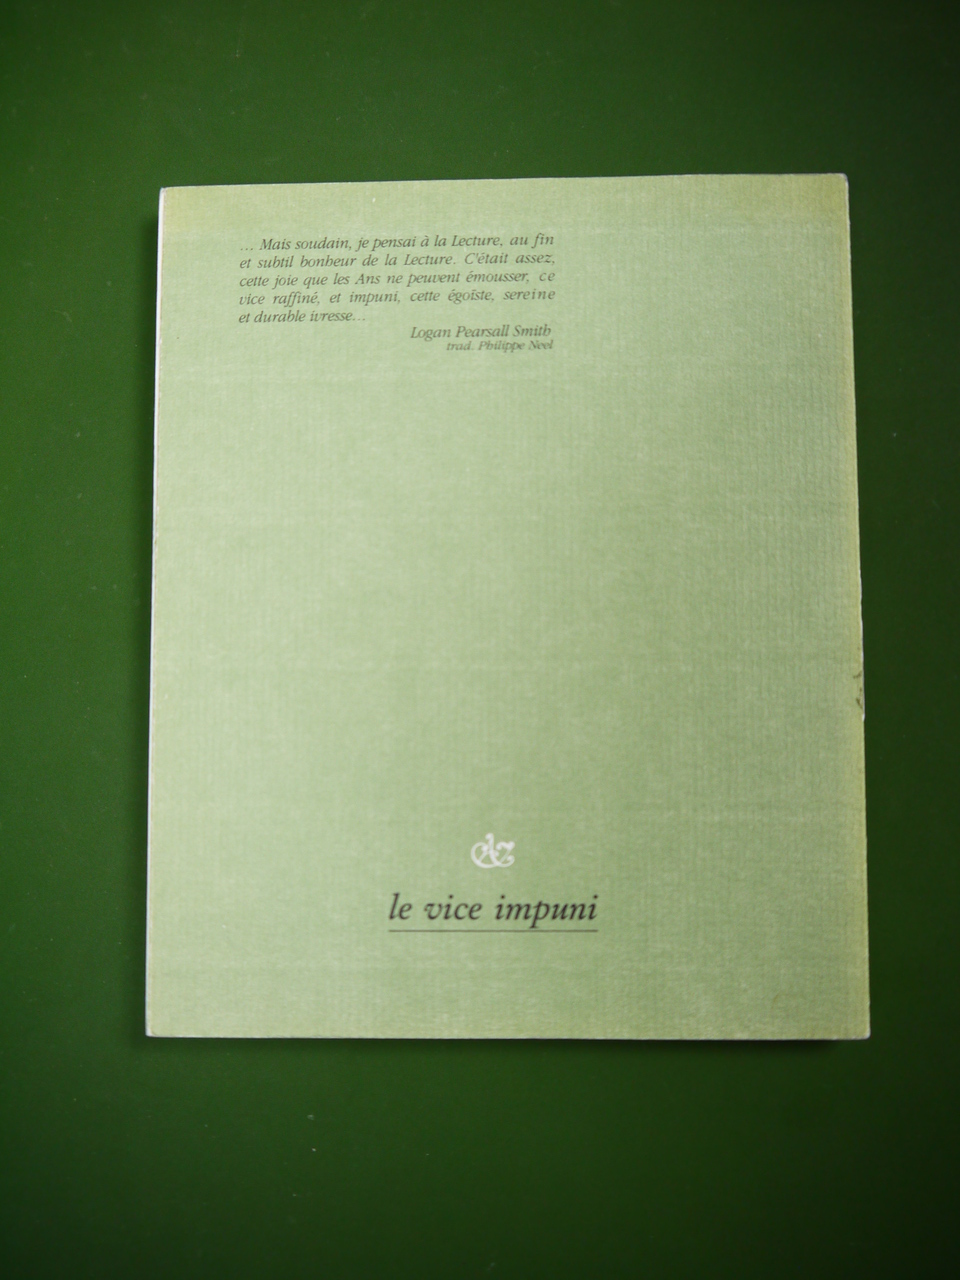 ... Mais soudain, je pensai à la Lecture, au fin
et subtil bonheur de la Lecture. C'était assez,
cette joie que les Ans ne peuvent émousser, ce
vice raffiné, et impuni, cette égoïste, sereine
et durable ivresse...
Logan Pearsall Smith
trad. Philippe Neel
le vice impuni